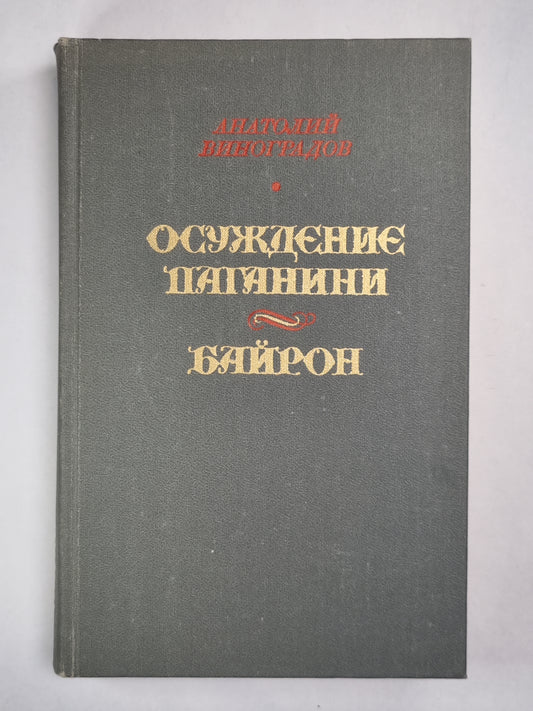 АНАТОЛИЙ
ВИНОГРАДОВ
ОСУЖДЕНИЕ
ПАГАНИНИ
БАЙРОН